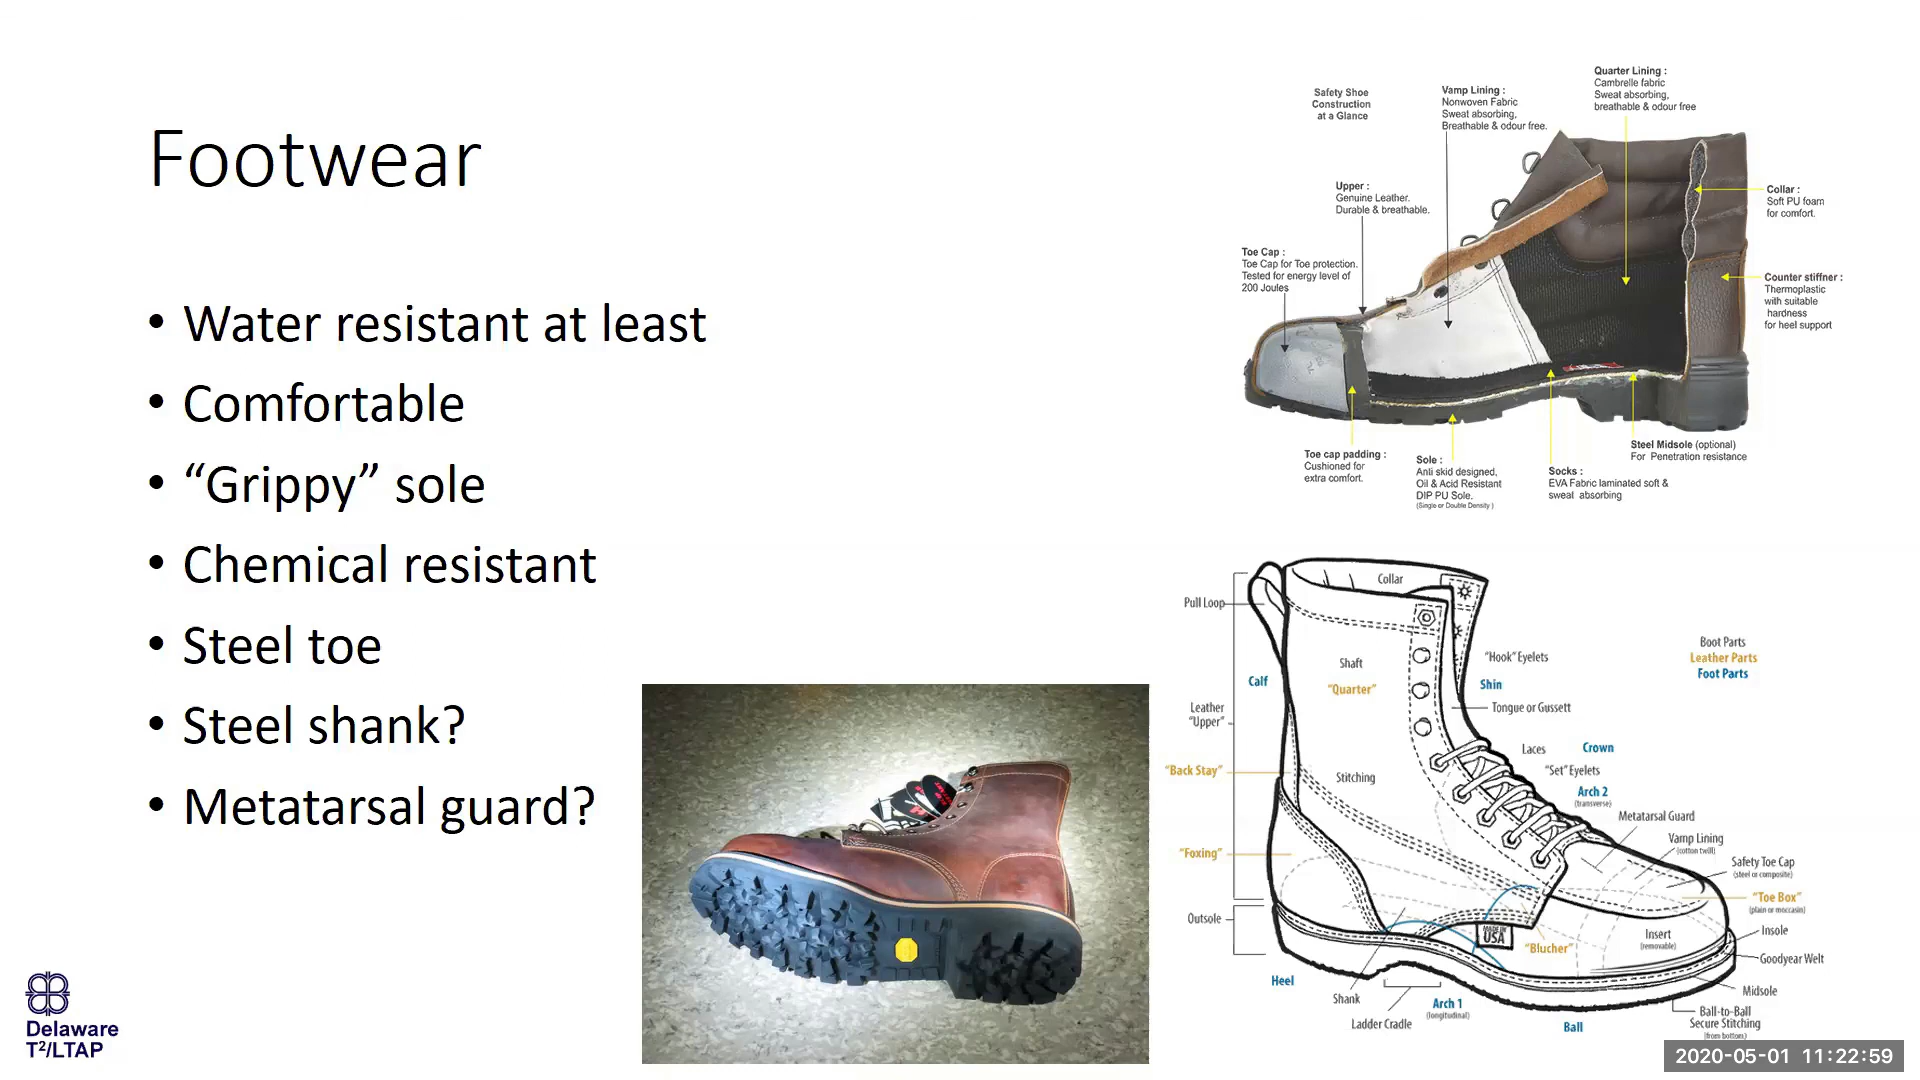 Footwear
• Water resistant at least
• Comfortable
• “Grippy” sole
• Chemical resistant
• Steel toe
• Steel shank?
• Metatarsal guard?
Safety Shoe
Construction
at a Glance
Vamp Lining :
Nonwoven Fabric
Sweat absorbing,
Breathable & odour free.
Quarter Lining :
Cambrelle fabric
Sweat absorbing,
breathable & odour free
Upper :
Genuine Leather.
Durable & breathable.
Collar :
Soft PU foam
for comfort.
Toe Cap :
Toe Cap for Toe protection.
Tested for energy level of
200 Joules
Counter stiffner :
Thermoplastic
with suitable
hardness
for heel support
Toe cap padding :
Cushioned for
extra comfort.
Sole :
Anli skid designed,
Oil & Acid Resistant
DIP PU Sole.
(Single or Double Density )
Socks :
EVA Fabric laminated soft &
sweal absorbing
Steel Midsole (optional)
For Penetration resistance
Collar
Pull Loop
Boot Parts
Leather Parts
Foot Parts
Shaft
"Hook" Eyelets
Calf
"Quarter"
Shin
Leather
"Upper"
Tongue or Gussett
Laces
Crown
"Back Stay"
Stitching
"Set" Eyelets
Arch 2
(transverse)
Metatarsal Guard
Vamp Lining
(cotton twill)
"Foxing"
Safety Toe Cap
(steel or composite)
"Toe Box"
(plain or moccasin)
Outsole
MADE IN
USA
Insert
(removable)
Insole
"Blucher"
Goodyear Welt
Heel
Shank
Arch 1
(longitudinal)
Midsole
Ladder Cradle
Ball
Ball-to-Ball
Secure Stitching
(from bottom)
Delaware
T²/LTAP
2020-05-01 11:22:59